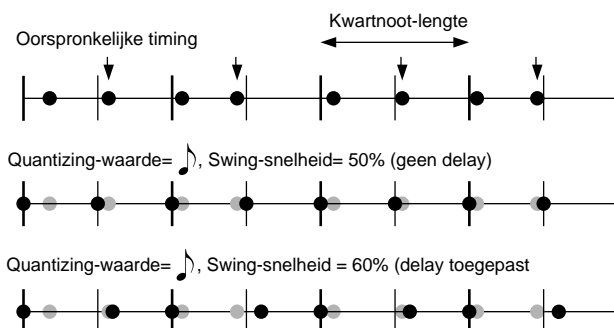 Kwartnoot-lengte
Oorspronkelijke timing
Quantizing-waarde= ♪, Swing-snelheid= 50% (geen delay)
Quantizing-waarde= ♪, Swing-snelheid = 60% (delay toegepast